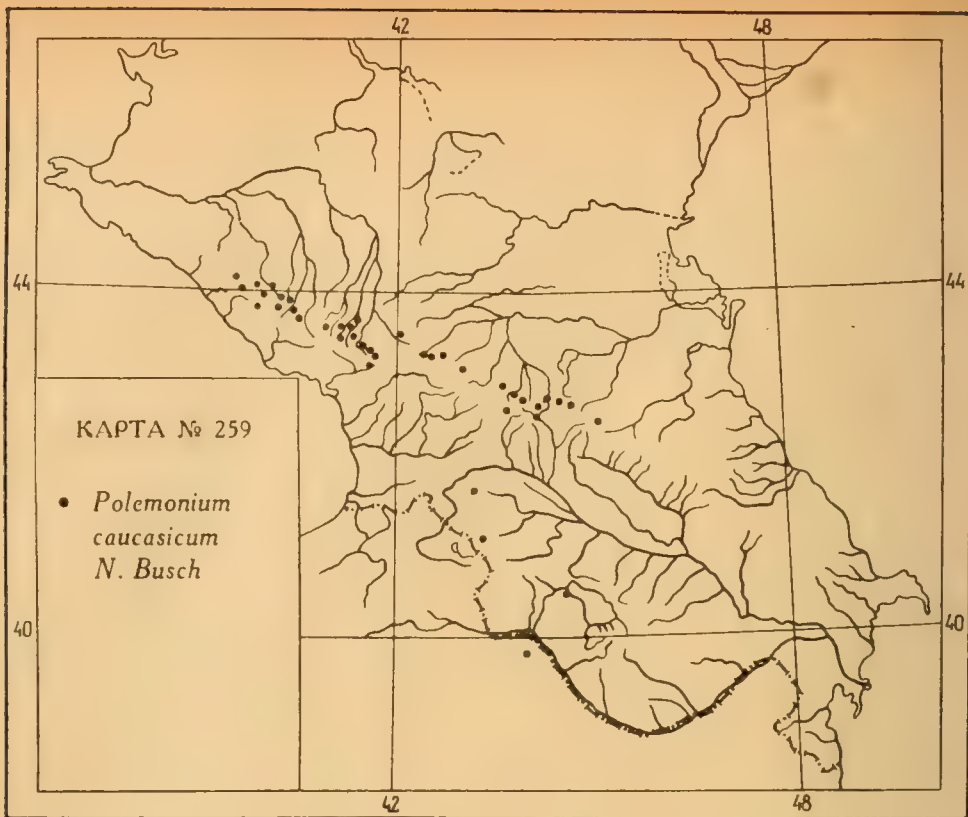 42 48
44 44
КАРТА № 259
Polemonium
caucasicum
N. Busch
40 40
42 48